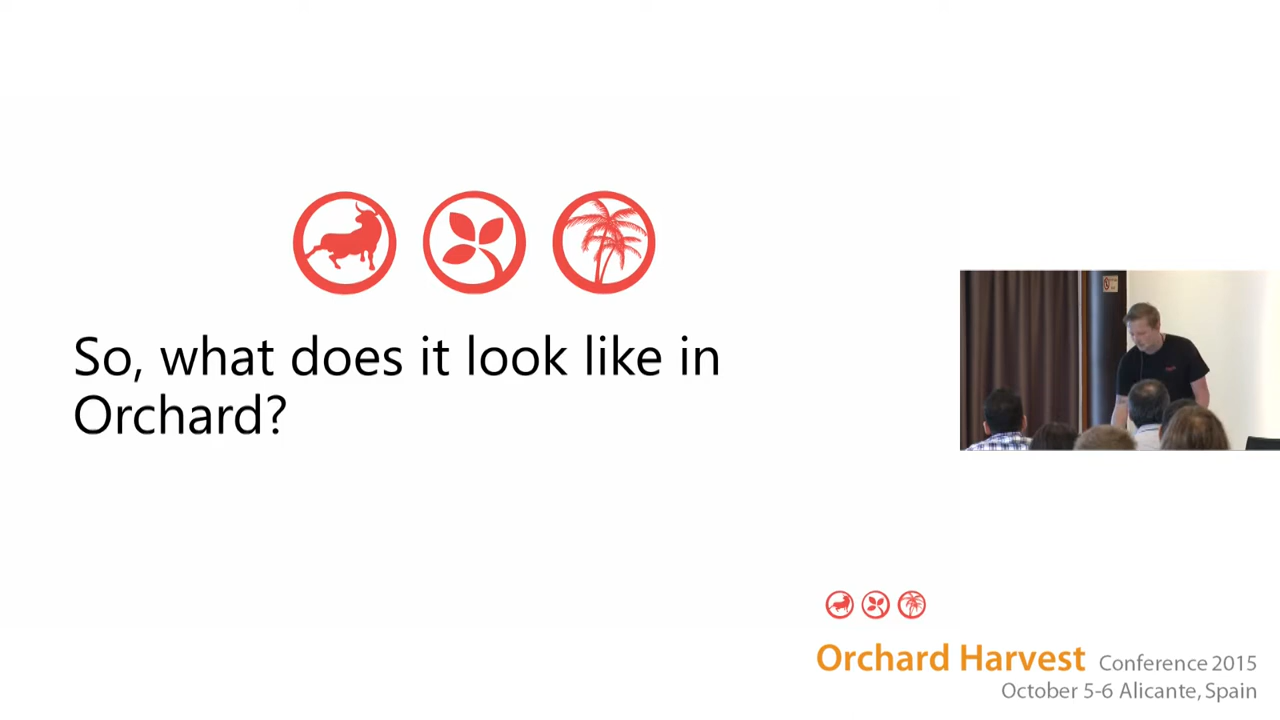 So, what does it look like in
Orchard?
Orchard Harvest Conference 2015
October 5-6 Alicante, Spain